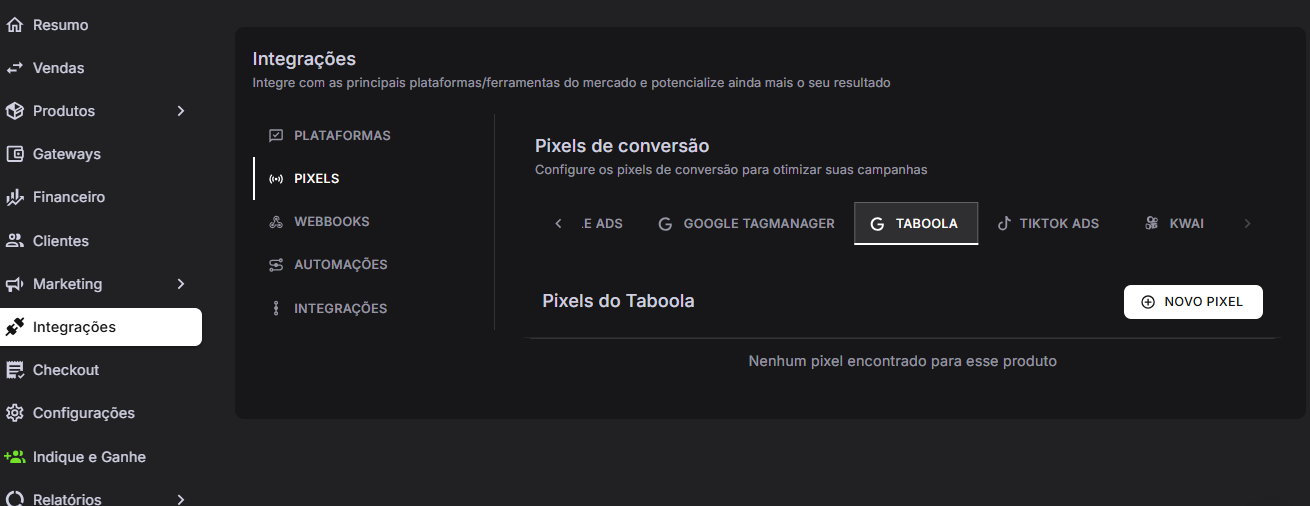 Resumo
Vendas
Produtos
Gateways
Financeiro
Clientes
Marketing
Integrações
Checkout
Configurações
Indique e Ganhe
Relatórios
Integrações
Integre com as principais plataformas/ferramentas do mercado e potencialize ainda mais o seu resultado
PLATAFORMAS
PIXELS
WEBBOOKS
AUTOMAÇÕES
INTEGRAÇÕES
Pixels de conversão
Configure os pixels de conversão para otimizar suas campanhas
.E ADS GOOGLE TAGMANAGER TABOOLA TIKTOK ADS KWAI
Pixels do Taboola
NOVO PIXEL
Nenhum pixel encontrado para esse produto